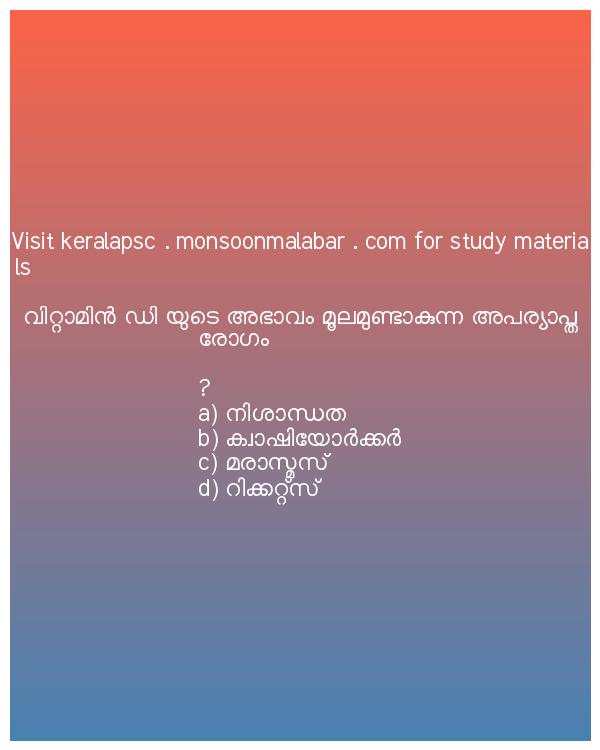 Visit keralapsc . monsoonmalabar . com for study materia
ls
വിറ്റാമിൻ ഡി യുടെ അഭാവം മൂലമുണ്ടാകുന്ന അപര്യാപ്ത
രോഗം
?
a) നിശാന്ധത
b) ക്വാഷിയോർക്കർ
c) മരാസ്മസ്
d) റിക്കറ്റ്സ്